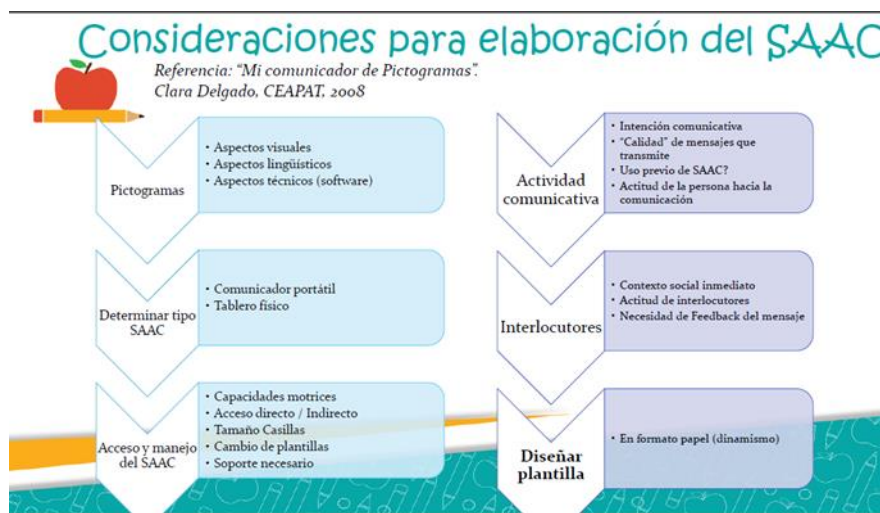 Consideraciones para elaboración del SAAC
Referencia: “Mi comunicador de Pictogramas”.
Clara Delgado, CEAPAT, 2008
Pictogramas
• Aspectos visuales
• Aspectos lingüísticos
• Aspectos técnicos (software)
Determinar tipo
SAAC
• Comunicador portátil
• Tablero físico
Acceso y manejo
del SAAC
• Capacidades motrices
• Acceso directo / Indirecto
• Tamaño Casillas
• Cambio de plantillas
• Soporte necesario
Actividad
comunicativa
• Intención comunicativa
• “Calidad” de mensajes que
transmite
• Uso previo de SAAC?
• Actitud de la persona hacia la
comunicación
Interlocutores
• Contexto social inmediato
• Actitud de interlocutores
• Necesidad de Feedback del mensaje
Diseñar
plantilla
• En formato papel (dinamismo)